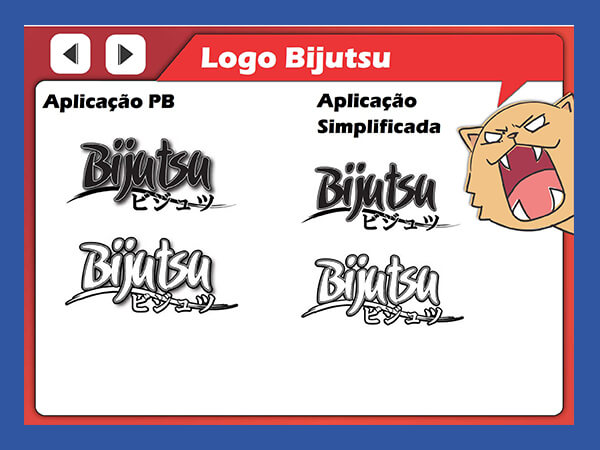 Logo Bijutsu
Aplicação PB
Bijutsu
ビジュツ
Bijutsu
ビジュツ
Aplicação
Simplificada
Bijutsu
ビジュツ
Bijutsu
ビジュツ